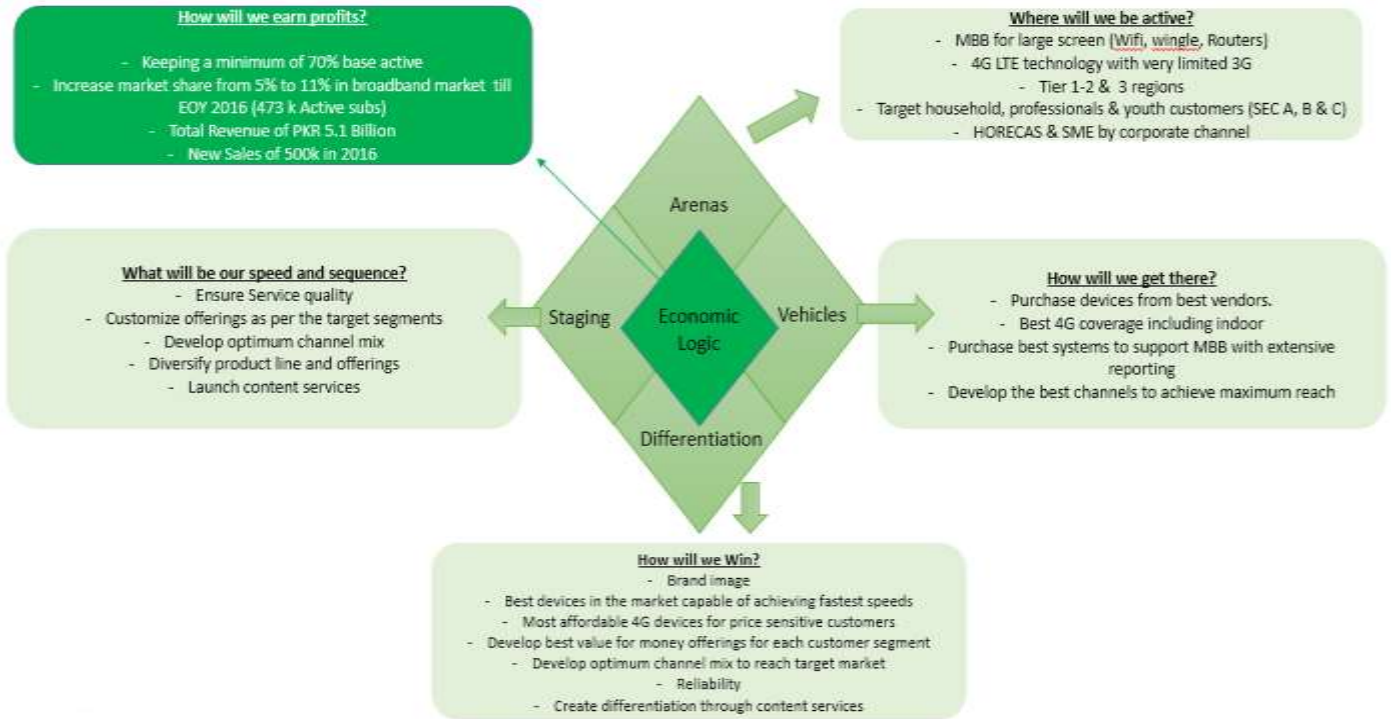 How will we earn profits?
- Keeping a minimum of 70% base active
- Increase market share from 5% to 11% in broadband market till
EOY 2016 (473 k Active subs)
- Total Revenue of PKR 5.1 Billion
- New Sales of 500k in 2016
Where will we be active?
- MBB for large screen (Wifi, wingle, Routers)
- 4G LTE technology with very limited 3G
- Tier 1-2 & 3 regions
- Target household, professionals & youth customers (SEC A, B & C)
- HORECAS & SME by corporate channel
Arenas
What will be our speed and sequence?
- Ensure Service quality
- Customize offerings as per the target segments
- Develop optimum channel mix
- Diversify product line and offerings
- Launch content services
Staging
Economic
Logic
Vehicles
How will we get there?
- Purchase devices from best vendors.
- Best 4G coverage including indoor
- Purchase best systems to support MBB with extensive
reporting
- Develop the best channels to achieve maximum reach
Differentiation
How will we Win?
- Brand image
- Best devices in the market capable of achieving fastest speeds
- Most affordable 4G devices for price sensitive customers
- Develop best value for money offerings for each customer segment
- Develop optimum channel mix to reach target market
- Reliability
- Create differentiation through content services